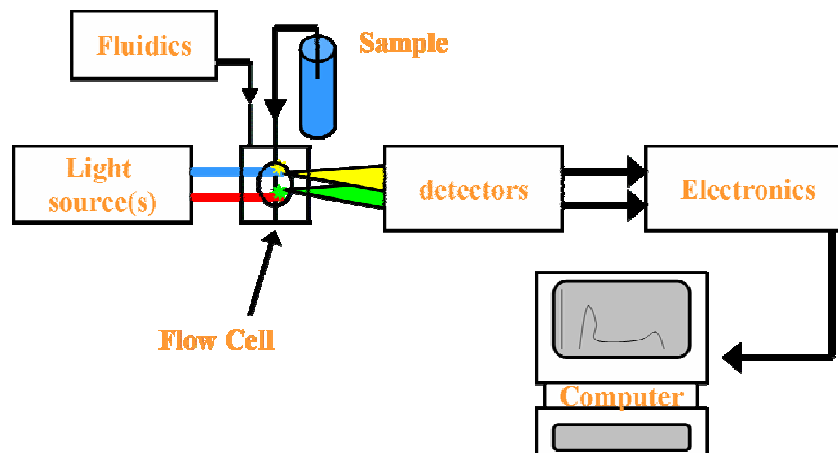 Fluidics
Sample
Light
source(s)
detectors
Electronics
Flow Cell
Computer